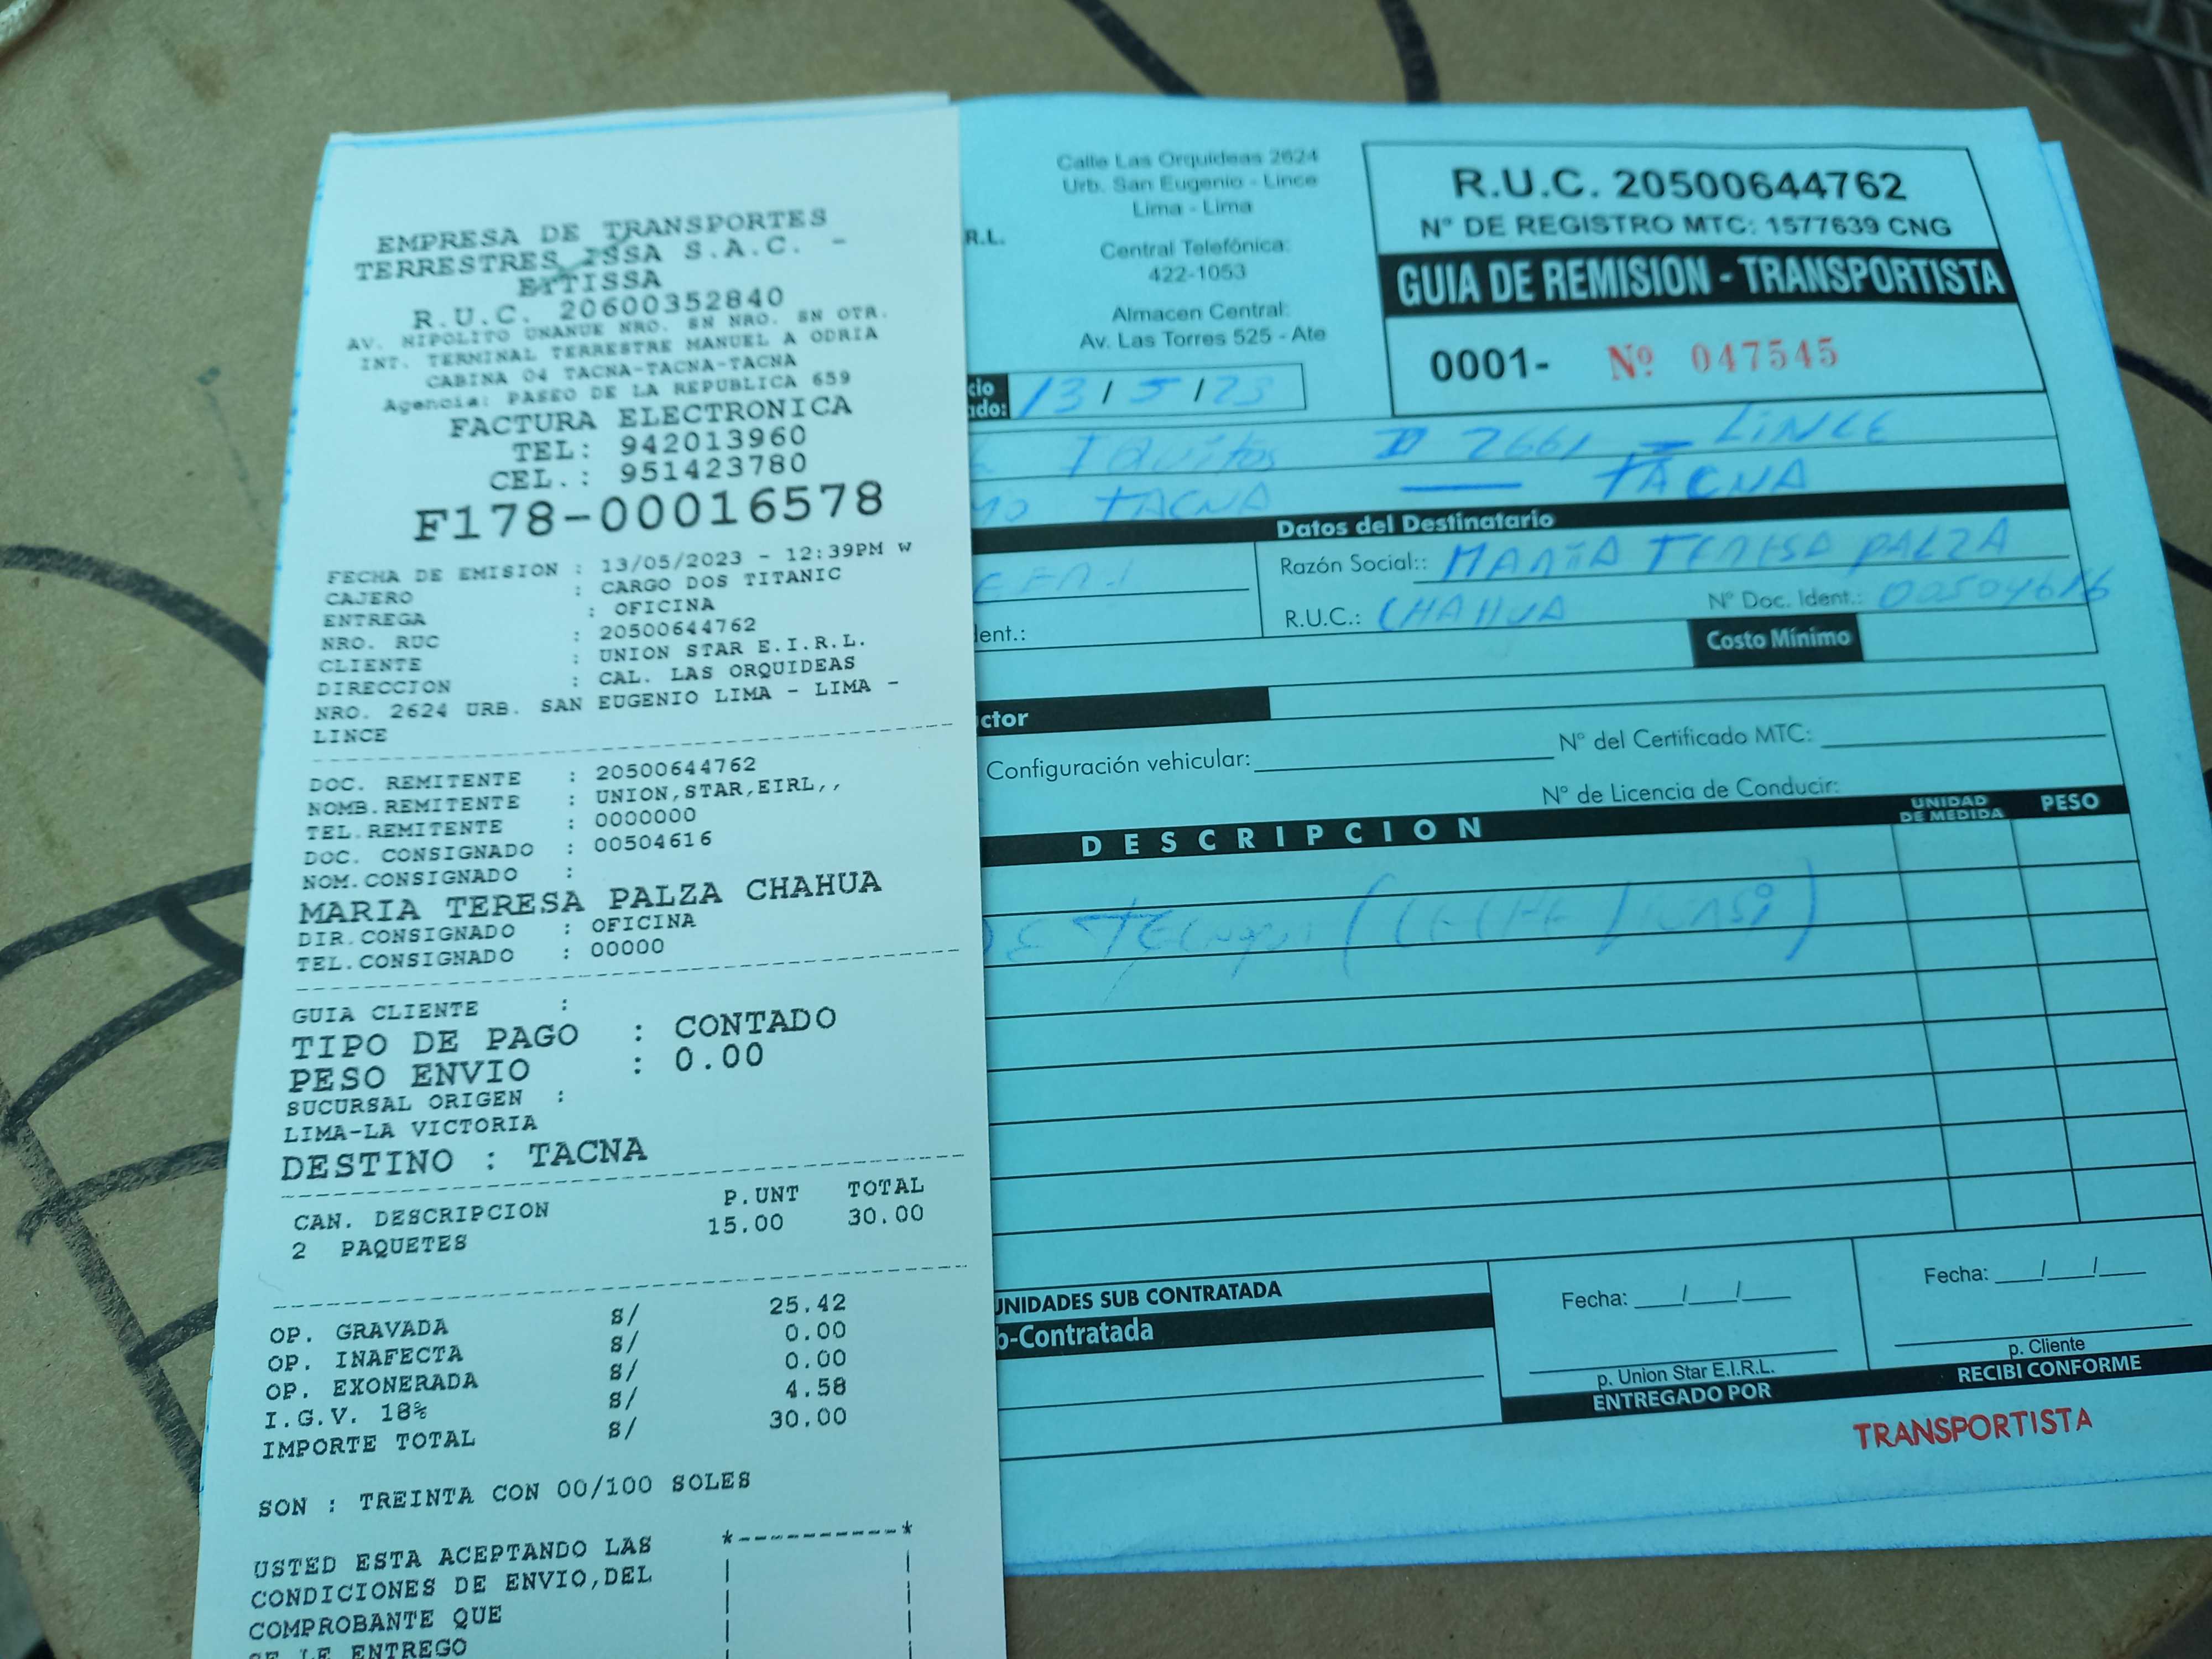 EMPRESA DE TRANSPORTES
TERRESTRES ISSA S.A.C. -
ETTISSA
R.U.C. 20600352840
AV. HIPOLITO UNANUE NRO. SN NRO. SN OTR.
INT. TERMINAL TERRESTRE MANUEL A ODRIA
CABINA 04 TACNA-TACNA-TACNA
Agencia: PASEO DE LA REPUBLICA 659
FACTURA ELECTRONICA
TEL: 942013960
CEL.: 951423780
F178-00016578
FECHA DE EMISION : 13/05/2023 - 12:39PM w
CAJERO : CARGO DOS TITANIC
ENTREGA : OFICINA
NRO. RUC : 20500644762
CLIENTE : UNION STAR E.I.R.L.
DIRECCION : CAL. LAS ORQUIDEAS
NRO. 2624 URB. SAN EUGENIO LIMA - LIMA -
LINCE
DOC. REMITENTE : 20500644762
NOMB.REMITENTE : UNION,STAR,EIRL,,
TEL.REMITENTE : 0000000
DOC. CONSIGNADO : 00504616
NOM.CONSIGNADO :
MARIA TERESA PALZA CHAHUA
DIR.CONSIGNADO : OFICINA
TEL.CONSIGNADO : 00000
GUIA CLIENTE :
TIPO DE PAGO : CONTADO
PESO ENVIO : 0.00
SUCURSAL ORIGEN :
LIMA-LA VICTORIA
DESTINO : TACNA
CAN. DESCRIPCION P.UNT TOTAL
2 PAQUETES 15.00 30.00
OP. GRAVADA S/ 25.42
OP. INAFECTA S/ 0.00
OP. EXONERADA S/ 0.00
I.G.V. 18% S/ 4.58
IMPORTE TOTAL S/ 30.00
SON : TREINTA CON 00/100 SOLES
USTED ESTA ACEPTANDO LAS
CONDICIONES DE ENVIO,DEL
COMPROBANTE QUE
SE LE ENTREGO
R.L.
Calle Las Orquideas 2624
Urb. San Eugenio - Lince
Lima - Lima
Central Telefónica:
422-1053
Almacen Central:
Av. Las Torres 525 - Ate
R.U.C. 20500644762
N° DE REGISTRO MTC: 1577639 CNG
GUIA DE REMISION - TRANSPORTISTA
0001- Nº 047545
cio
do: 13 / 5 / 23
IQUITOS 2661 - LINCE
TACNA — TACNA
Datos del Destinatario
Razón Social:: MARIA TERESA PALZA
R.U.C.: CHAHUA N° Doc. Ident.: 00504616
dent.:
Costo Mínimo
ctor
Configuración vehicular: N° del Certificado MTC:
N° de Licencia de Conducir:
DESCRIPCION UNIDAD DE MEDIDA PESO
UNIDADES SUB CONTRATADA
b-Contratada
Fecha: / /
p. Union Star E.I.R.L.
ENTREGADO POR
Fecha: / /
p. Cliente
RECIBI CONFORME
TRANSPORTISTA